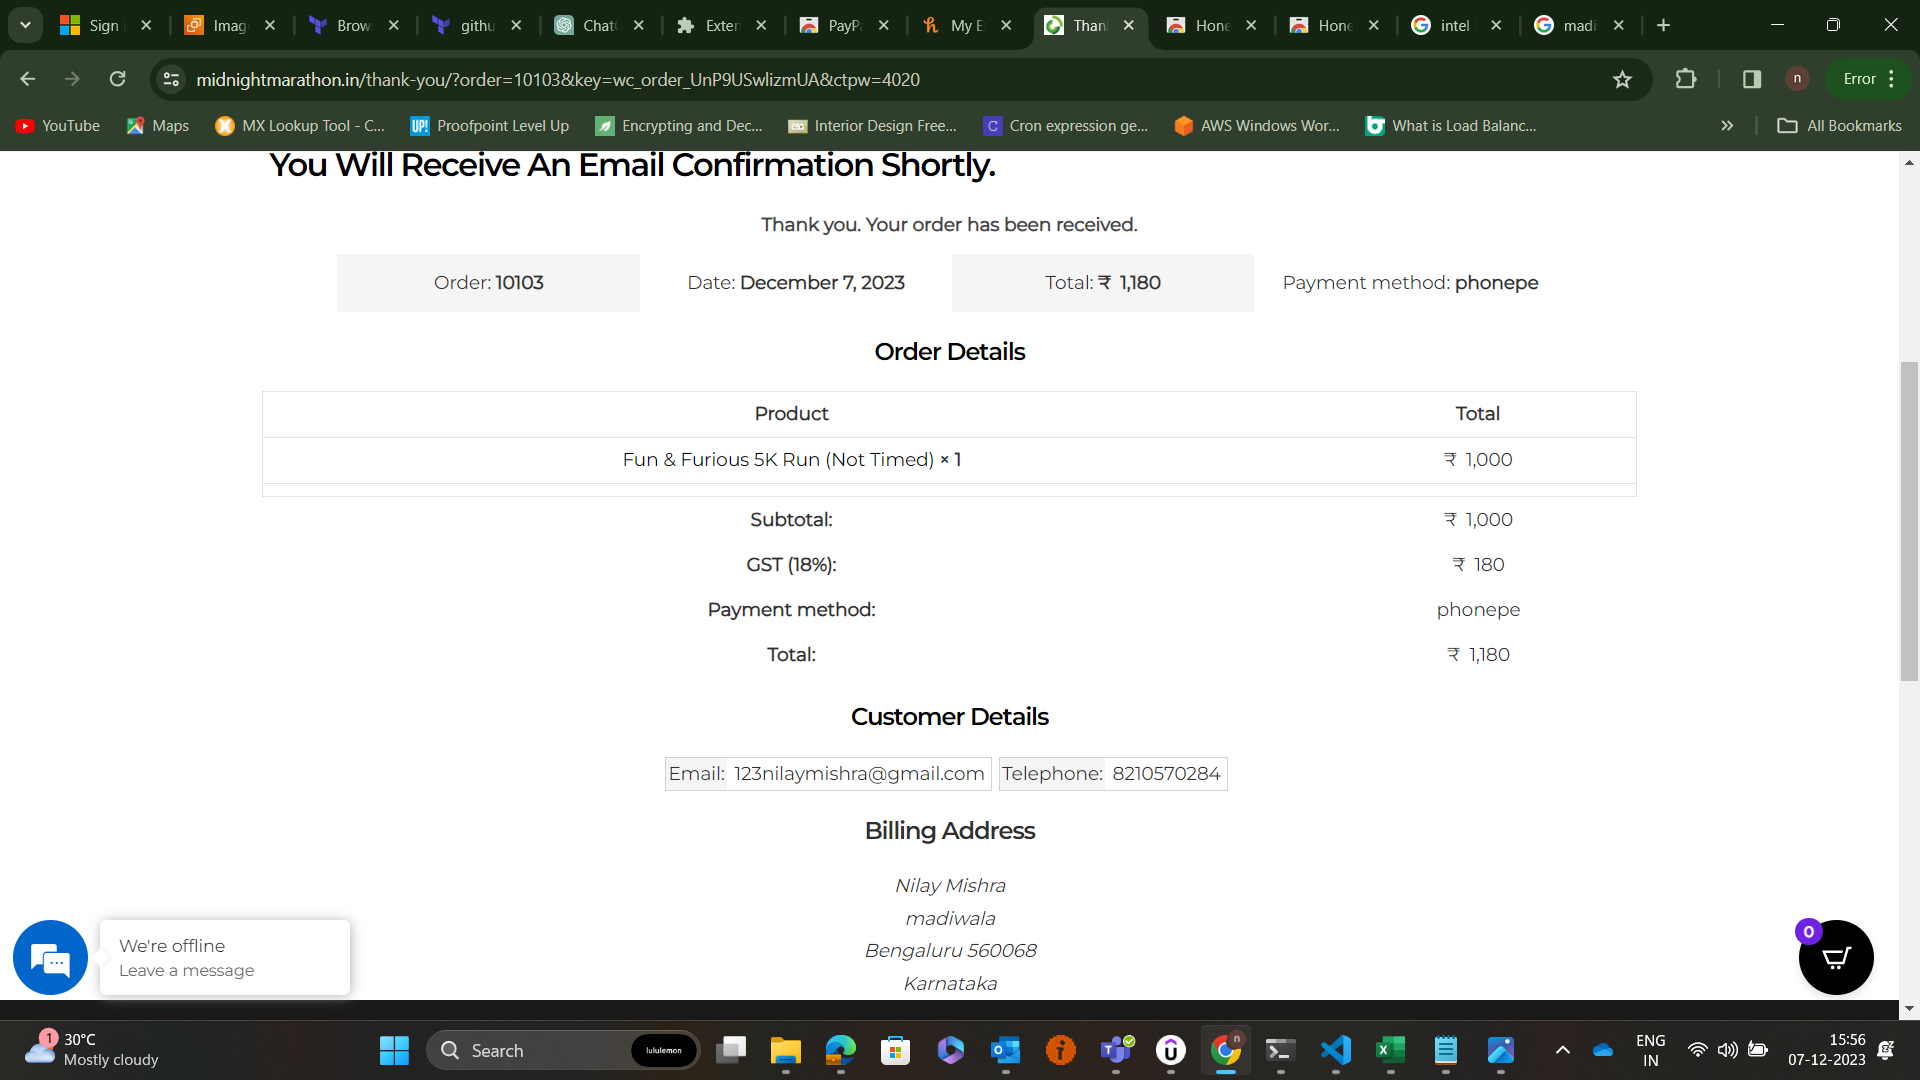 Sign i
Imag
Brow
githu
Chat
Exten
PayPa
My E
Than
Hone
Hone
intel
madi
midnightmarathon.in/thank-you/?order=10103&key=wc_order_UnP9USwlizmUA&ctpw=4020
n
Error
YouTube
Maps
MX Lookup Tool - C...
UP!
Proofpoint Level Up
Encrypting and Dec...
Interior Design Free...
C
Cron expression ge...
AWS Windows Wor...
What is Load Balanc...
All Bookmarks
You Will Receive An Email Confirmation Shortly.
Thank you. Your order has been received.
Order: 10103
Date: December 7, 2023
Total: ₹ 1,180
Payment method: phonepe
Order Details
Product Total
Fun & Furious 5K Run (Not Timed) × 1 ₹ 1,000
Subtotal: ₹ 1,000
GST (18%): ₹ 180
Payment method: phonepe
Total: ₹ 1,180
Customer Details
Email: 123nilaymishra@gmail.com Telephone: 8210570284
Billing Address
Nilay Mishra
madiwala
Bengaluru 560068
Karnataka
We're offline
Leave a message
0
1
30°C
Mostly cloudy
Search
lululemon
n
ENG
IN
15:56
07-12-2023